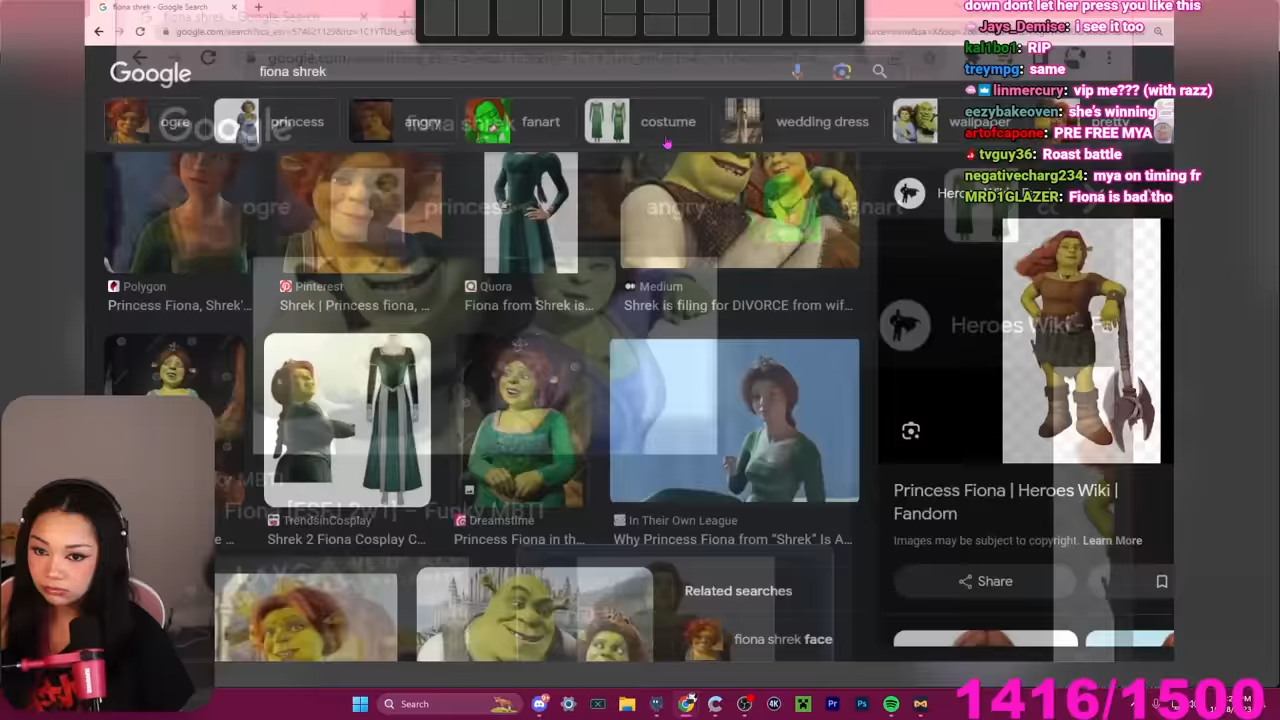 fiona shrek - Google Search
down dont let her press you like this
Jays_Demise: i see it too
kal1bo1: RIP
treympg: same
linmercury: vip me??? (with razz)
eezybakeoven: she's winning
artofcapone: PRE FREE MYA
tvguy36: Roast battle
negativecharg234: mya on timing fr
MRD1GLAZER: Fiona is bad tho
Google
fiona shrek
ogre
princess
angry
fanart
costume
wedding dress
wallpaper
pretty
ogre
princess
angry
Polygon
Princess Fiona, Shrek'...
Pinterest
Shrek | Princess fiona, ...
Quora
Fiona from Shrek is...
Medium
Shrek is filing for DIVORCE from wif...
Heroes Wiki - F
TrendsinCosplay
Shrek 2 Fiona Cosplay C...
Dreamstime
Princess Fiona in th...
In Their Own League
Why Princess Fiona from "Shrek" Is A...
Princess Fiona | Heroes Wiki |
Fandom
Images may be subject to copyright. Learn More
Share
Related searches
fiona shrek face
Search
1416/1500